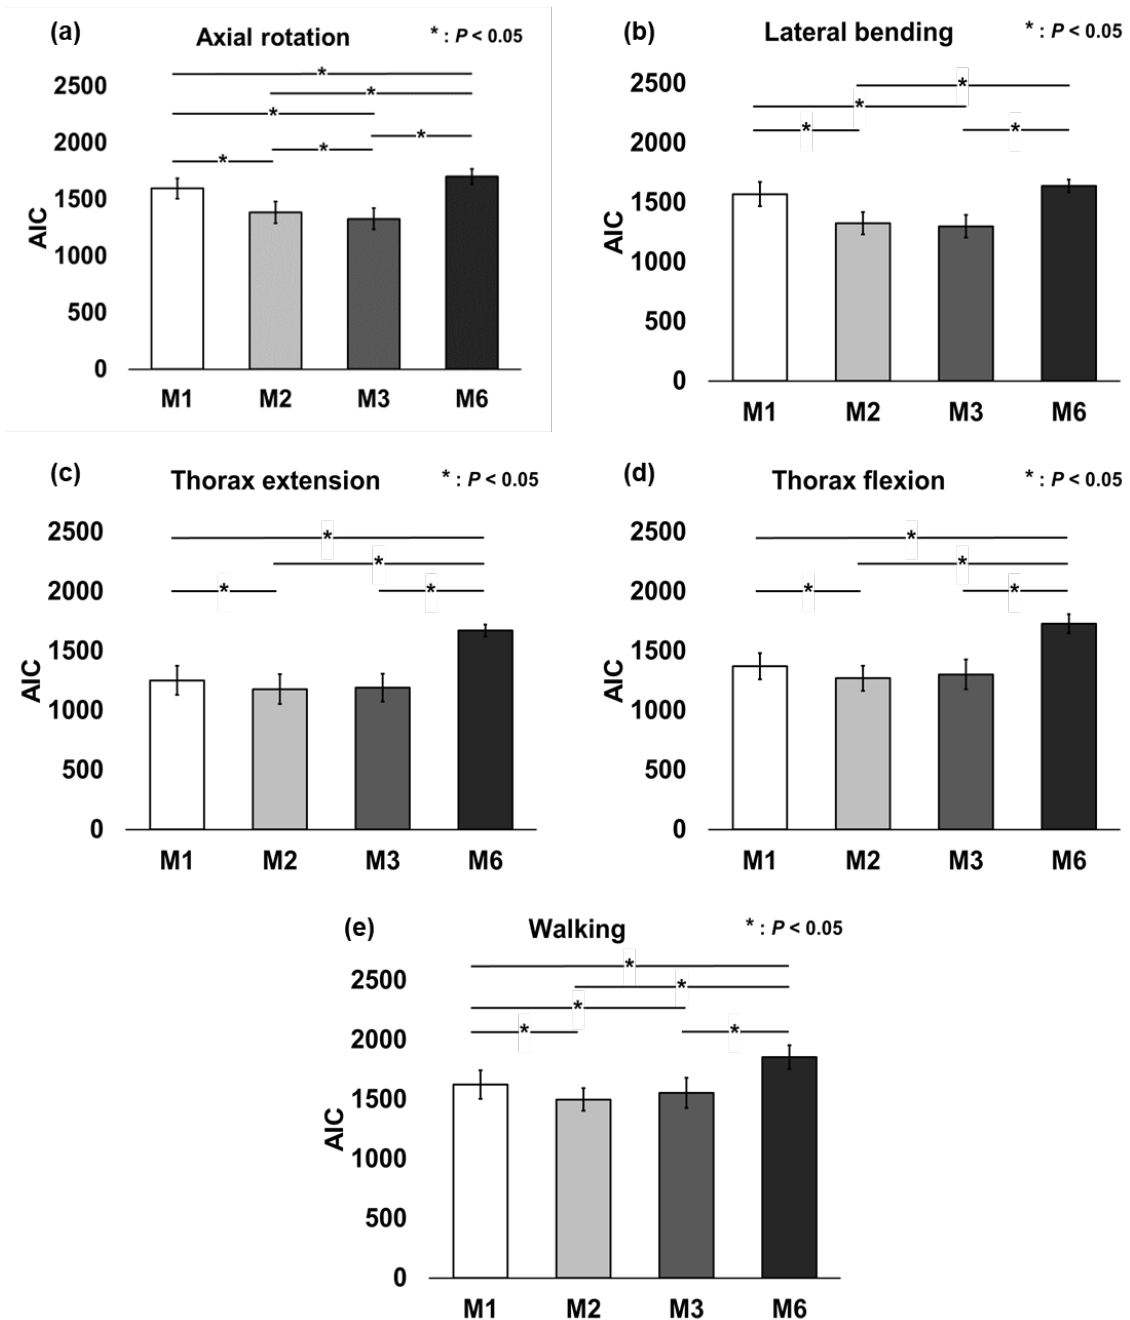 (a)
Axial rotation
* : P < 0.05
2500
*
*
*
2000
*
*
*
1500
AIC
1000
500
0
M1 M2 M3 M6
(b)
Lateral bending
2500
*
*
*
*
2000
1500
AIC
1000
500
0
M1 M2 M3 M6
(c)
Thorax extension
* : P < 0.05
2500
*
*
2000
*
*
1500
AIC
1000
500
0
M1 M2 M3 M6
(d)
Thorax flexion
* : P < 0.05
2500
*
*
2000
*
*
1500
AIC
1000
500
0
M1 M2 M3 M6
(e)
Walking
* : P < 0.05
2500
*
*
*
2000
*
*
1500
AIC
1000
500
0
M1 M2 M3 M6